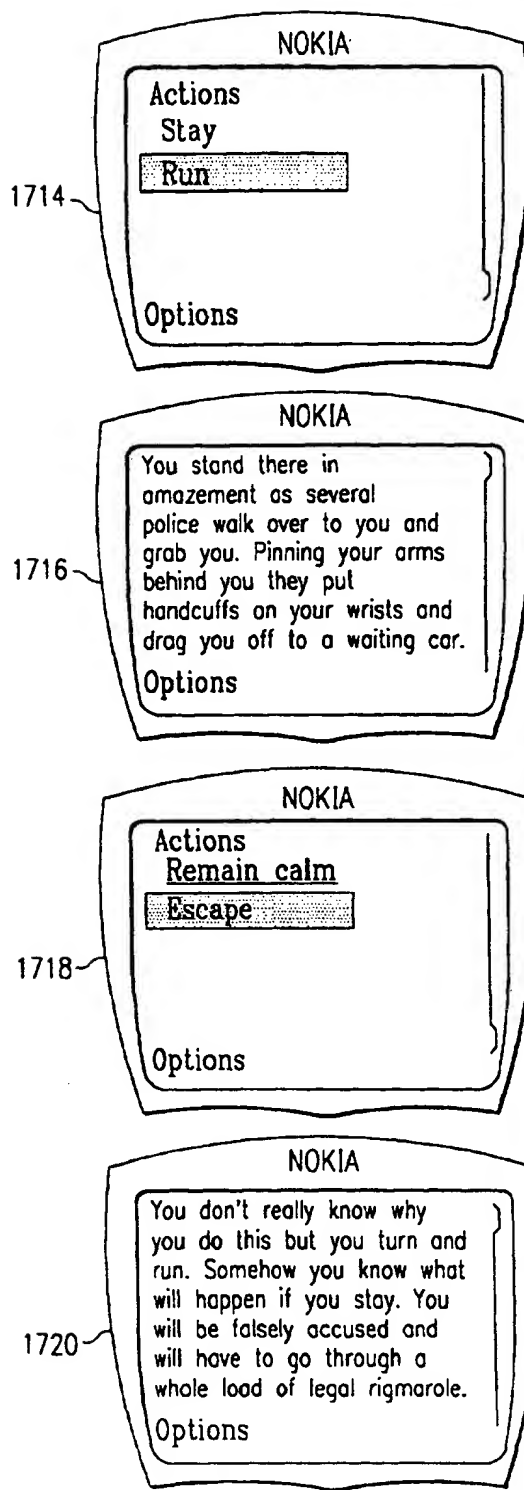 NOKIA
Actions
Stay
Run
1714
Options
NOKIA
You stand there in
amazement as several
police walk over to you and
grab you. Pinning your arms
1716
behind you they put
handcuffs on your wrists and
drag you off to a waiting car.
Options
NOKIA
Actions
Remain calm
Escape
1718
Options
NOKIA
You don't really know why
you do this but you turn and
run. Somehow you know what
will happen if you stay. You
1720
will be falsely accused and
will have to go through a
whole load of legal rigmarole.
Options